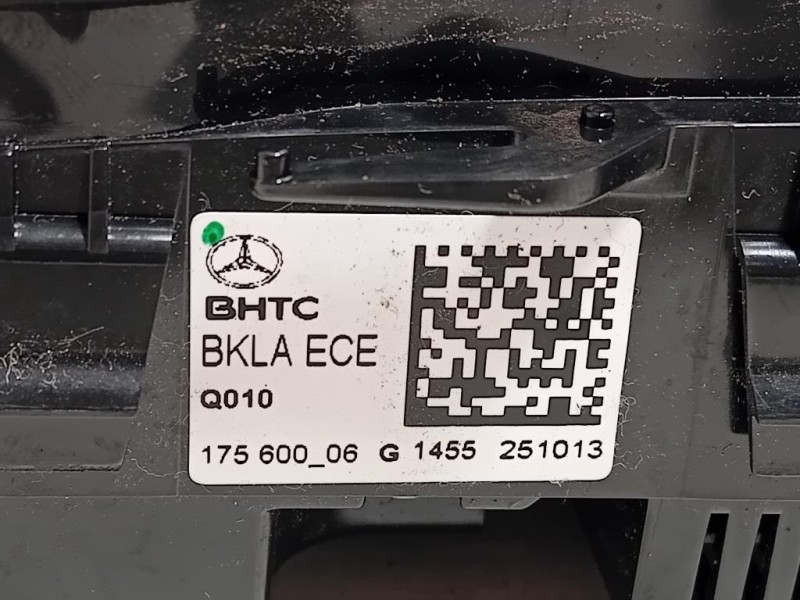 BHTC
BKLA ECE
Q010
175 600_06 G 1455 251013